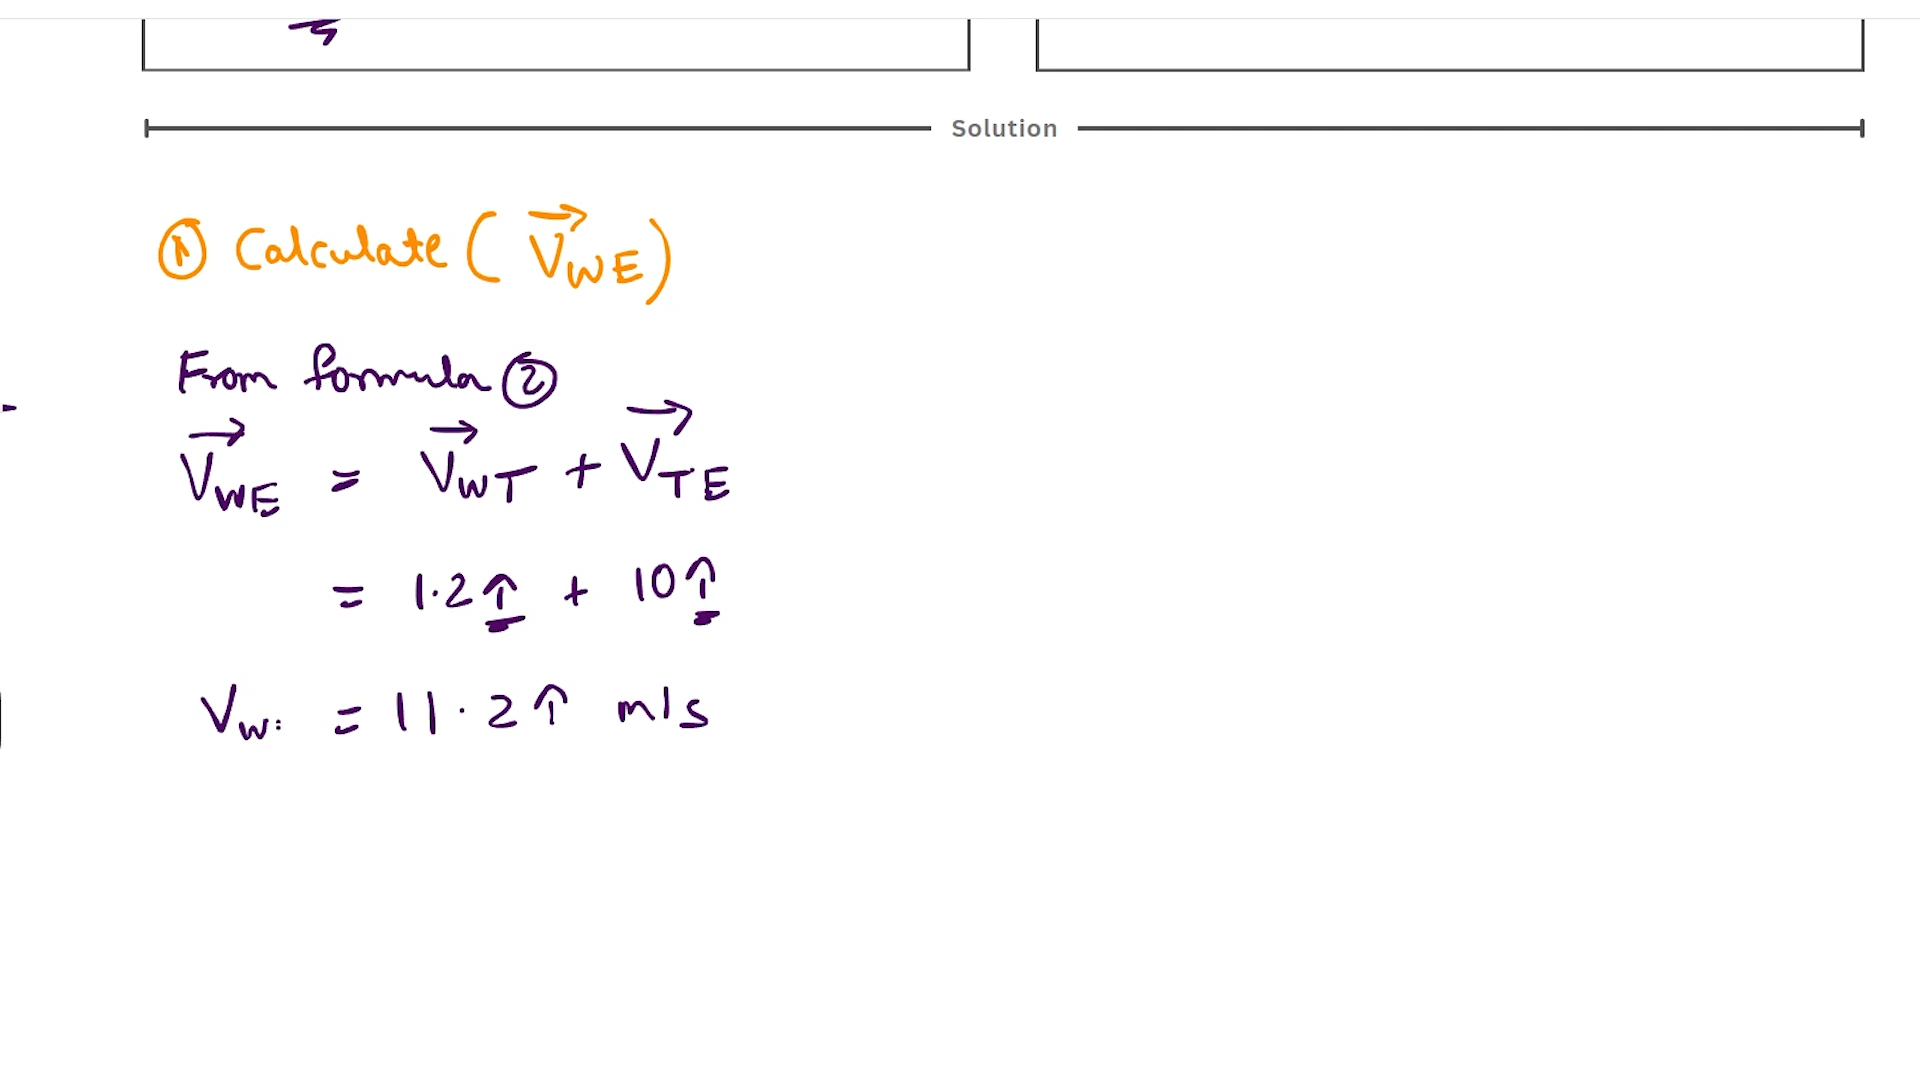 Solution
① Calculate (V⃗WE)
From formula ②
V⃗WE = V⃗WT + V⃗TE
= 1.2 î + 10 î
Vw: = 11.2 î m/s